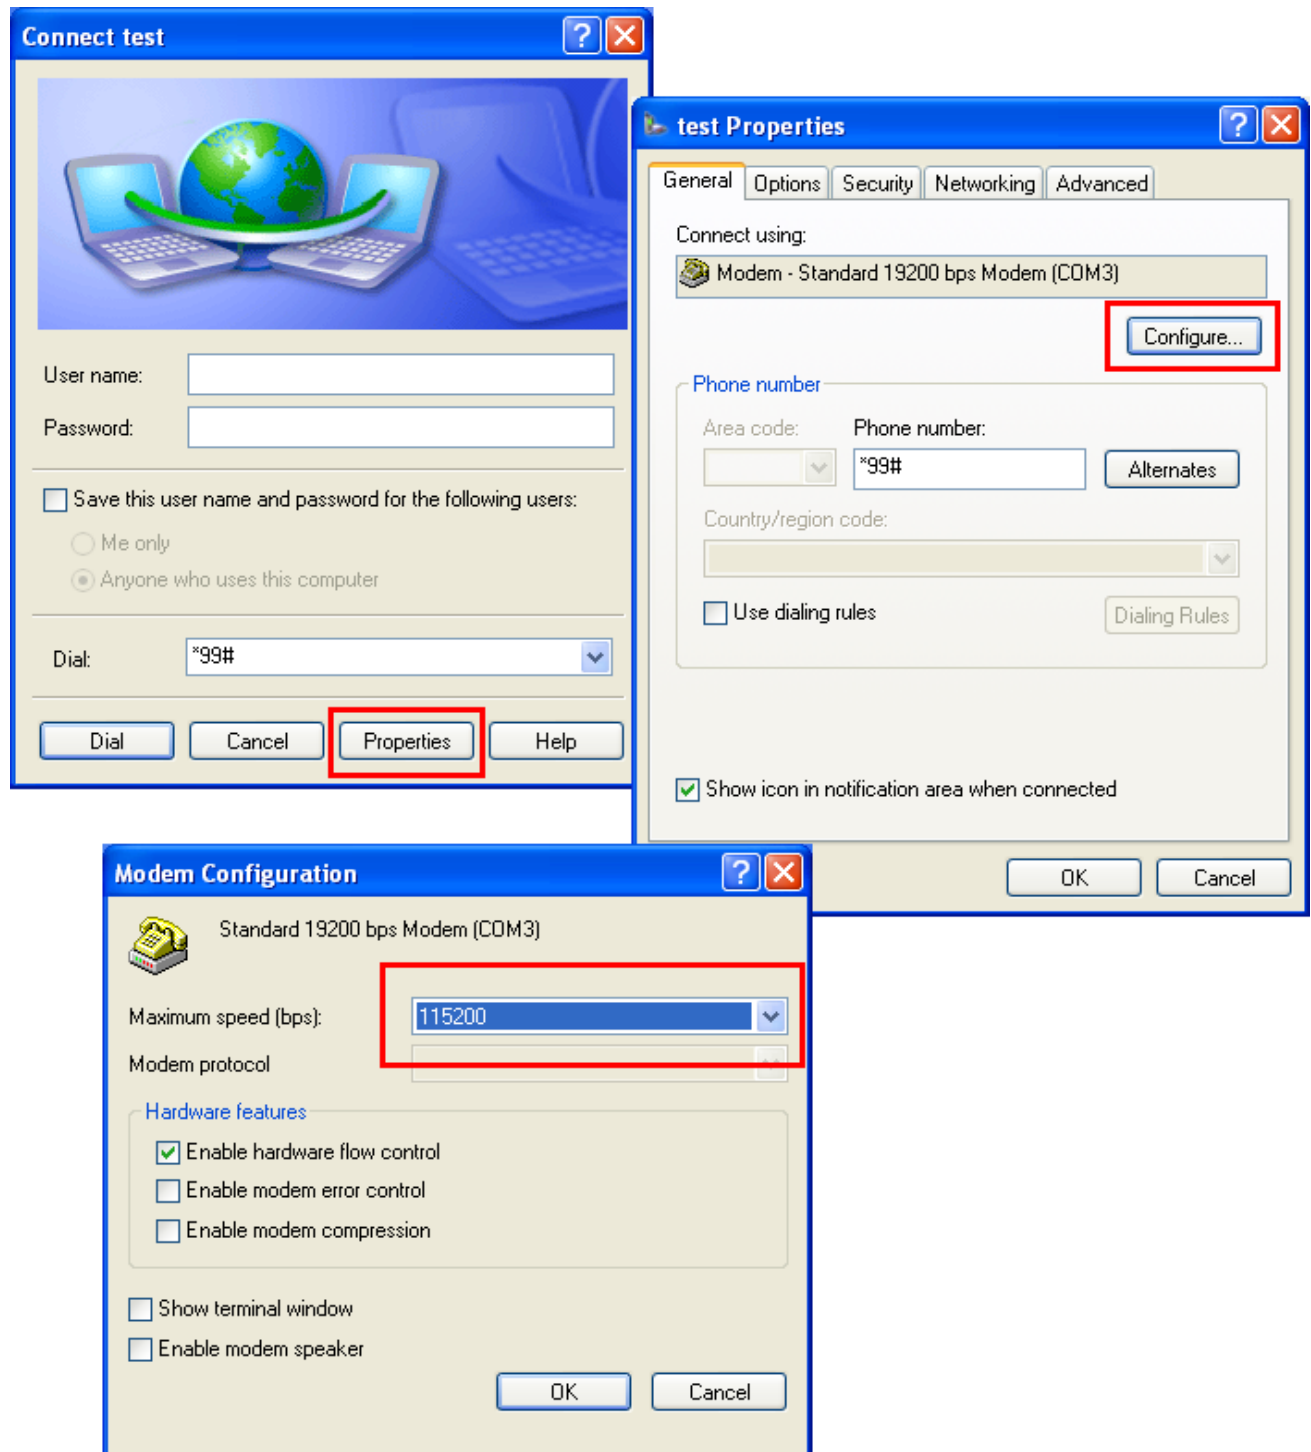 Connect test
User name:
Password:
Save this user name and password for the following users:
Me only
Anyone who uses this computer
Dial:
*99#
Dial
Cancel
Properties
Help
test Properties
General
Options
Security
Networking
Advanced
Connect using:
Modem - Standard 19200 bps Modem (COM3)
Configure...
Phone number
Area code:
Phone number:
*99#
Alternates
Country/region code:
Use dialing rules
Dialing Rules
Show icon in notification area when connected
OK
Cancel
Modem Configuration
Standard 19200 bps Modem (COM3)
Maximum speed (bps):
115200
Modem protocol
Hardware features
Enable hardware flow control
Enable modem error control
Enable modem compression
Show terminal window
Enable modem speaker
OK
Cancel